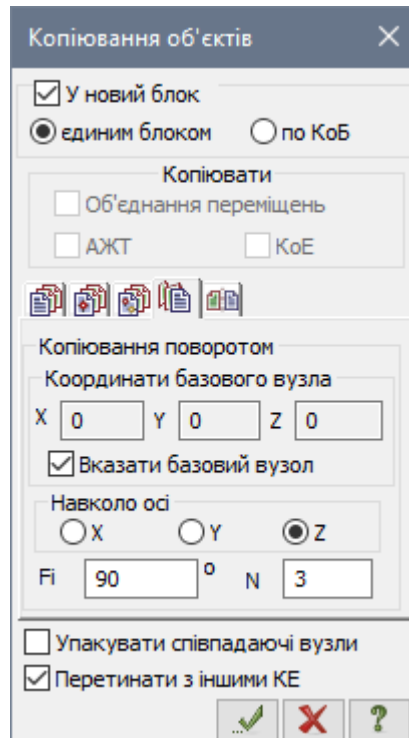 Копіювання об'єктів
У новий блок
єдиним блоком по КоБ
Копіювати
Об'єднання переміщень
АЖТ КоЕ
Копіювання поворотом
Координати базового вузла
X 0 Y 0 Z 0
Вказати базовий вузол
Навколо осі
X Y Z
Fi 90 ° N 3
Упакувати співпадаючі вузли
Перетинати з іншими КЕ
?